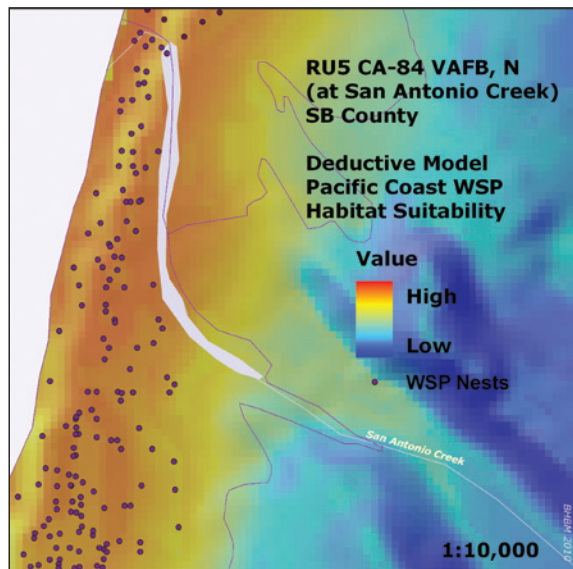 RU5 CA-84 VAFB, N
(at San Antonio Creek)
SB County
Deductive Model
Pacific Coast WSP
Habitat Suitability
Value
High
Low
WSP Nests
San Antonio Creek
1:10,000
BHBM 2010